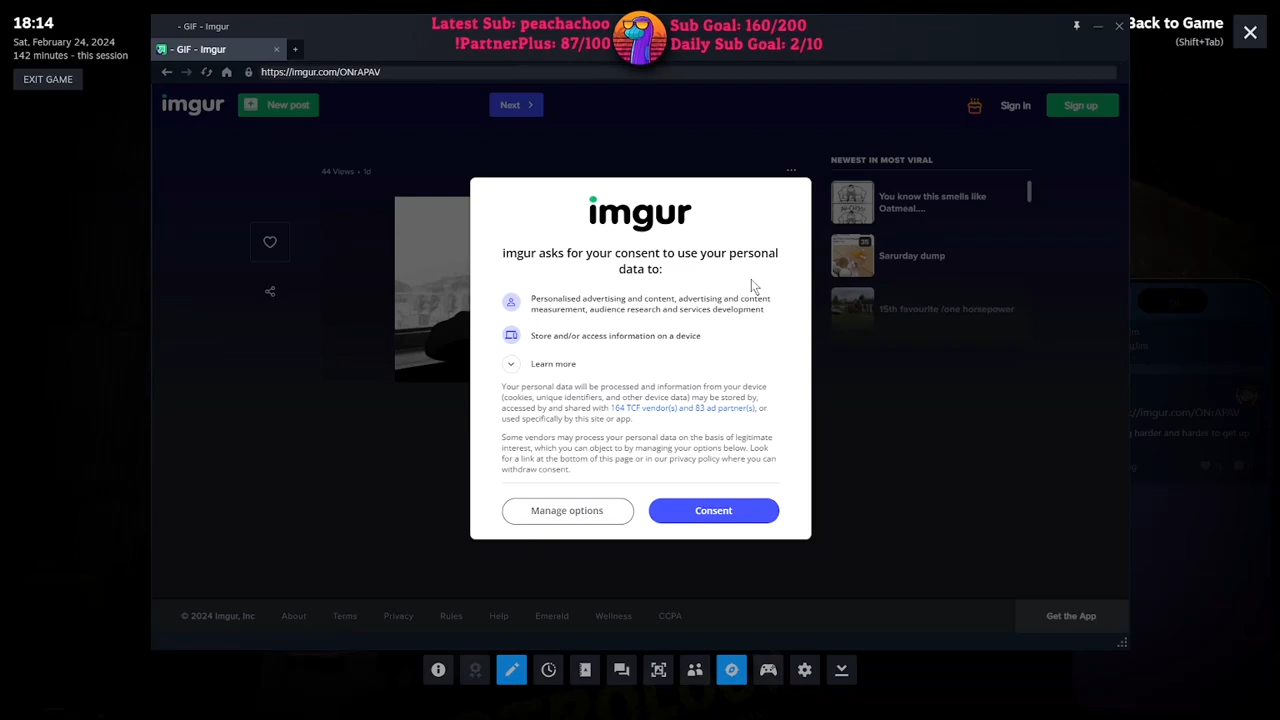 18:14
Sat, February 24, 2024
142 minutes - this session
EXIT GAME
- GIF - Imgur
Latest Sub: peachachoo
!PartnerPlus: 87/100
Sub Goal: 160/200
Daily Sub Goal: 2/10
Back to Game
(Shift+Tab)
- GIF - Imgur
https://imgur.com/ONrAPAV
imgur
New post
Next
Sign in
Sign up
44 Views • 1d
NEWEST IN MOST VIRAL
You know this smells like
Oatmeal....
Sarurday dump
15th favourite /one horsepower
imgur
imgur asks for your consent to use your personal
data to:
Personalised advertising and content, advertising and content
measurement, audience research and services development
Store and/or access information on a device
Learn more
Your personal data will be processed and information from your device
(cookies, unique identifiers, and other device data) may be stored by,
accessed by and shared with 164 TCF vendor(s) and 83 ad partner(s), or
used specifically by this site or app.
Some vendors may process your personal data on the basis of legitimate
interest, which you can object to by managing your options below. Look
for a link at the bottom of this page or in our privacy policy where you can
withdraw consent.
Manage options
Consent
//imgur.com/ONrAPAV
harder and harder to get up
© 2024 Imgur, Inc
About
Terms
Privacy
Rules
Help
Emerald
Wellness
CCPA
Get the App